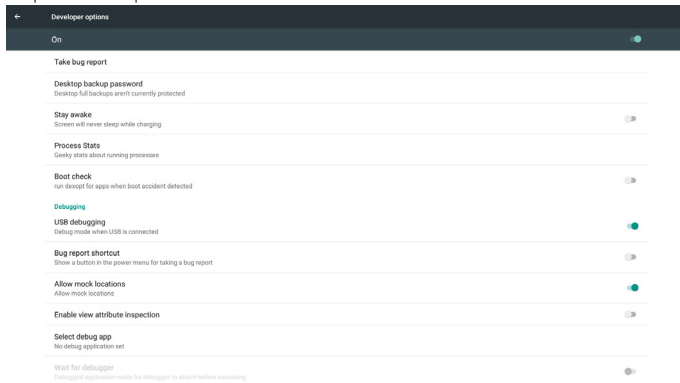 Developer options
On
Take bug report
Desktop backup password
Desktop full backups aren't currently protected
Stay awake
Screen will never sleep while charging
Process Stats
Geeky stats about running processes
Boot check
run dexopt for apps when boot accident detected
Debugging
USB debugging
Debug mode when USB is connected
Bug report shortcut
Show a button in the power menu for taking a bug report
Allow mock locations
Allow mock locations
Enable view attribute inspection
Select debug app
No debug application set
Wait for debugger
Debugged application waits for debugger to attach before executing